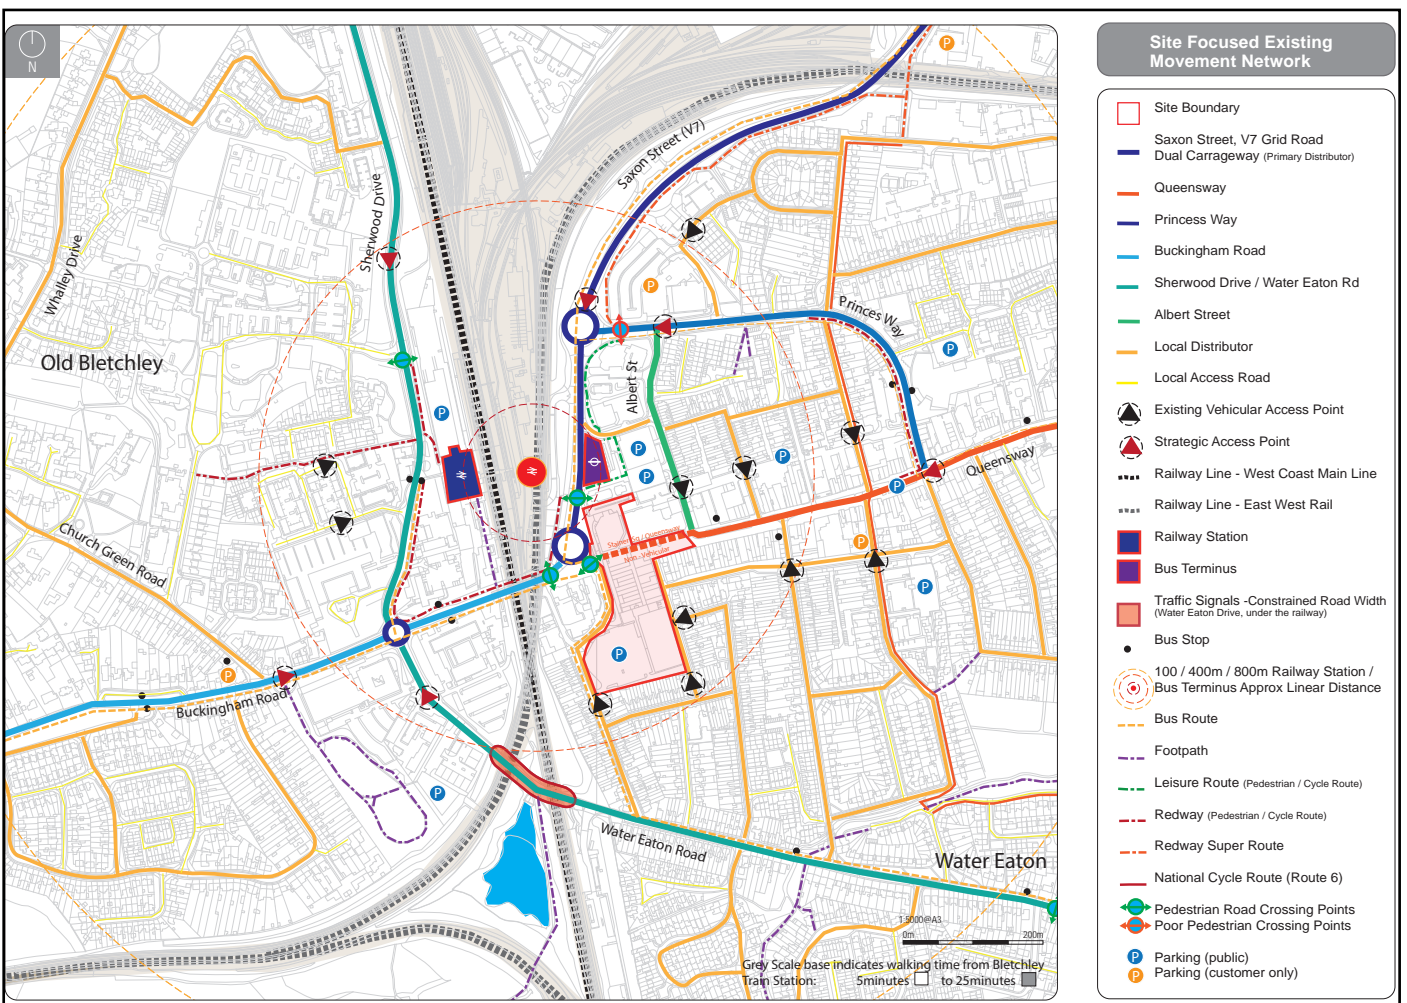 N
Site Focused Existing
Movement Network
Site Boundary
Saxon Street, V7 Grid Road
Dual Carrageway (Primary Distributor)
Queensway
Princess Way
Buckingham Road
Sherwood Drive / Water Eaton Rd
Albert Street
Local Distributor
Local Access Road
Existing Vehicular Access Point
Strategic Access Point
Railway Line - West Coast Main Line
Railway Line - East West Rail
Railway Station
Bus Terminus
Traffic Signals -Constrained Road Width
(Water Eaton Drive, under the railway)
Bus Stop
100 / 400m / 800m Railway Station /
Bus Terminus Approx Linear Distance
Bus Route
Footpath
Leisure Route (Pedestrian / Cycle Route)
Redway (Pedestrian / Cycle Route)
Redway Super Route
National Cycle Route (Route 6)
Pedestrian Road Crossing Points
Poor Pedestrian Crossing Points
P Parking (public)
P Parking (customer only)
Saxon Street (V7)
Sherwood Drive
Whalley Drive
Old Bletchley
Princes Way
Albert St
Queensway
Stainer Sq / Queensway
Non - Vehicular
Church Green Road
Buckingham Road
Water Eaton Road
Water Eaton
P
P
P
P
P
P
P
P
P
P
P
P
P
1:5000@A3
0m 200m
Grey Scale base indicates walking time from Bletchley
Train Station: 5minutes to 25minutes